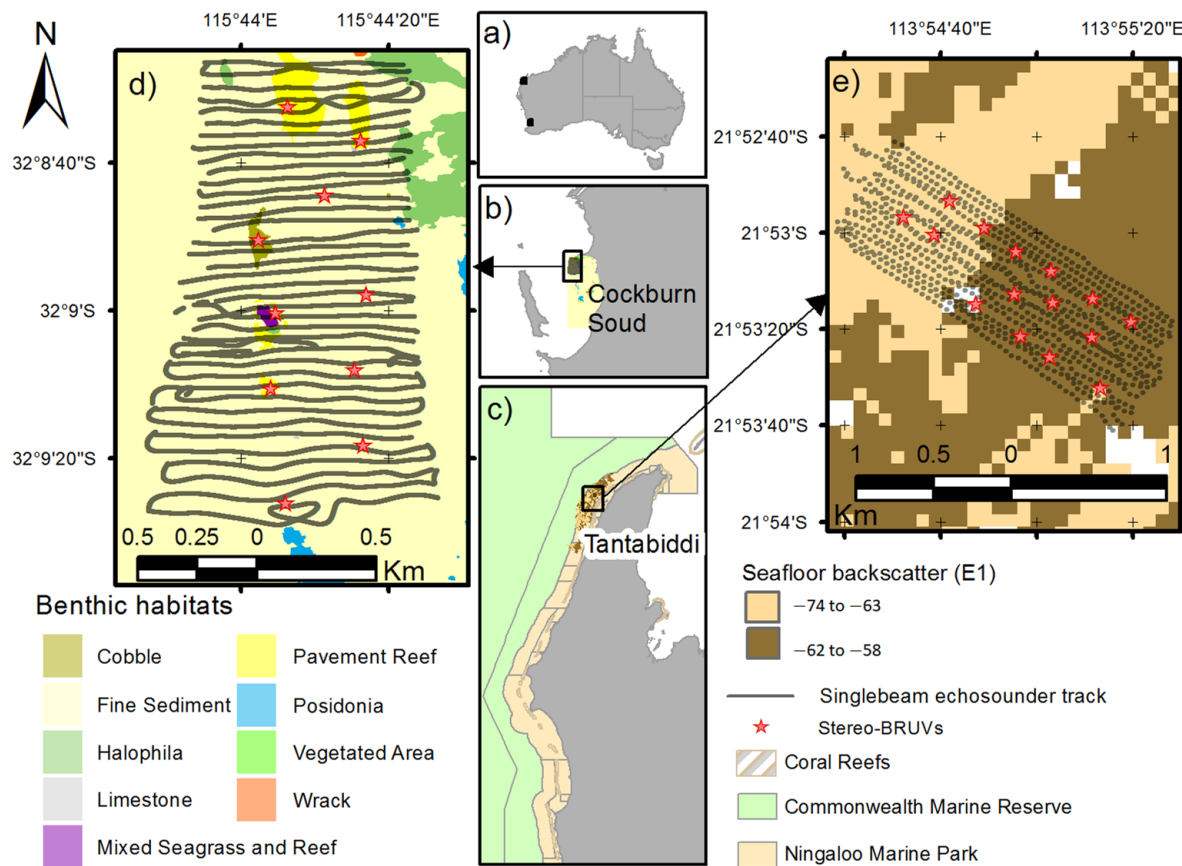 N
115°44'E
115°44'20"E
d)
32°8'40"S
32°9'S
32°9'20"S
0.5 0.25 0 0.5
Km
a)
b)
Cockburn
Soud
c)
Tantabiddi
113°54'40"E
113°55'20"E
e)
21°52'40"S
21°53'S
21°53'20"S
21°53'40"S
21°54'S
1 0.5 0 1
Km
Benthic habitats
Cobble
Fine Sediment
Halophila
Limestone
Mixed Seagrass and Reef
Pavement Reef
Posidonia
Vegetated Area
Wrack
Seafloor backscatter (E1)
−74 to −63
−62 to −58
Singlebeam echosounder track
Stereo-BRUVs
Coral Reefs
Commonwealth Marine Reserve
Ningaloo Marine Park